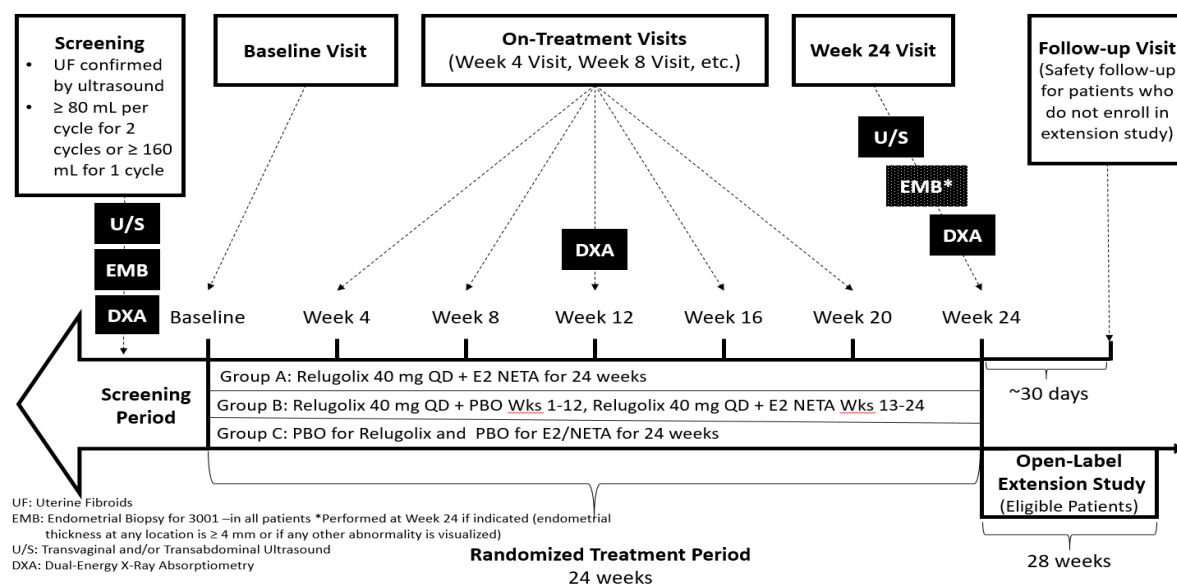 Screening
• UF confirmed
by ultrasound
• ≥ 80 mL per
cycle for 2
cycles or ≥ 160
mL for 1 cycle
Baseline Visit
On-Treatment Visits
(Week 4 Visit, Week 8 Visit, etc.)
Week 24 Visit
Follow-up Visit
(Safety follow-up
for patients who
do not enroll in
extension study)
U/S
EMB
DXA
DXA
U/S
EMB*
DXA
Baseline
Week 4
Week 8
Week 12
Week 16
Week 20
Week 24
Screening
Period
Group A: Relugolix 40 mg QD + E2 NETA for 24 weeks
Group B: Relugolix 40 mg QD + PBO Wks 1-12, Relugolix 40 mg QD + E2 NETA Wks 13-24
Group C: PBO for Relugolix and PBO for E2/NETA for 24 weeks
~30 days
Open-Label
Extension Study
(Eligible Patients)
28 weeks
Randomized Treatment Period
24 weeks
UF: Uterine Fibroids
EMB: Endometrial Biopsy for 3001 –in all patients *Performed at Week 24 if indicated (endometrial
thickness at any location is ≥ 4 mm or if any other abnormality is visualized)
U/S: Transvaginal and/or Transabdominal Ultrasound
DXA: Dual-Energy X-Ray Absorptiometry